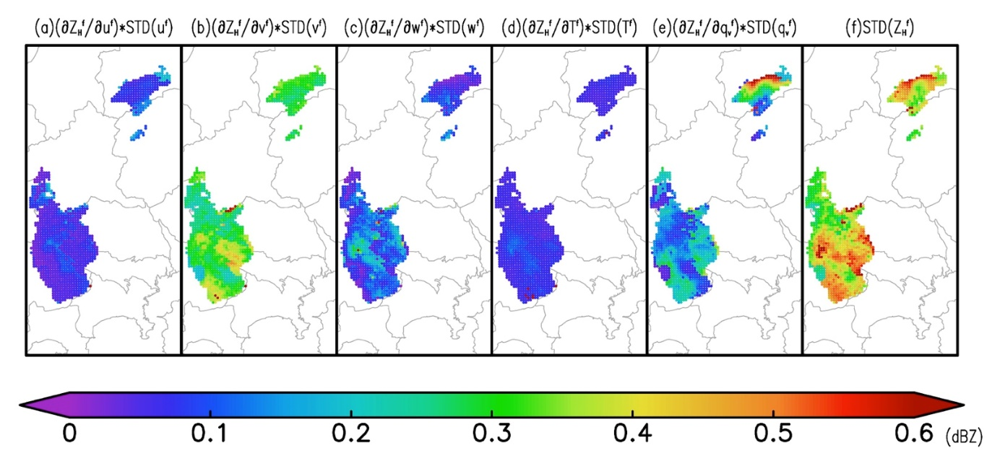 (a)(∂Z_H^f/∂u^f)*STD(u^f) (b)(∂Z_H^f/∂v^f)*STD(v^f) (c)(∂Z_H^f/∂w^f)*STD(w^f) (d)(∂Z_H^f/∂T^f)*STD(T^f) (e)(∂Z_H^f/∂q_v^f)*STD(q_v^f) (f)STD(Z_H^f)
0 0.1 0.2 0.3 0.4 0.5 0.6 (dBZ)